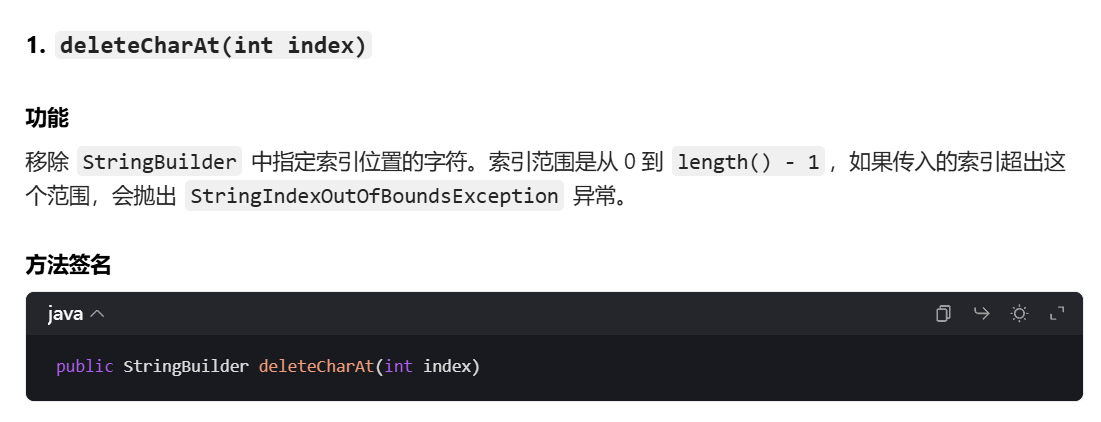 1. deleteCharAt(int index)
功能
移除 StringBuilder 中指定索引位置的字符。索引范围是从 0 到 length() - 1，如果传入的索引超出这
个范围，会抛出 StringIndexOutOfBoundsException 异常。
方法签名
java
public StringBuilder deleteCharAt(int index)